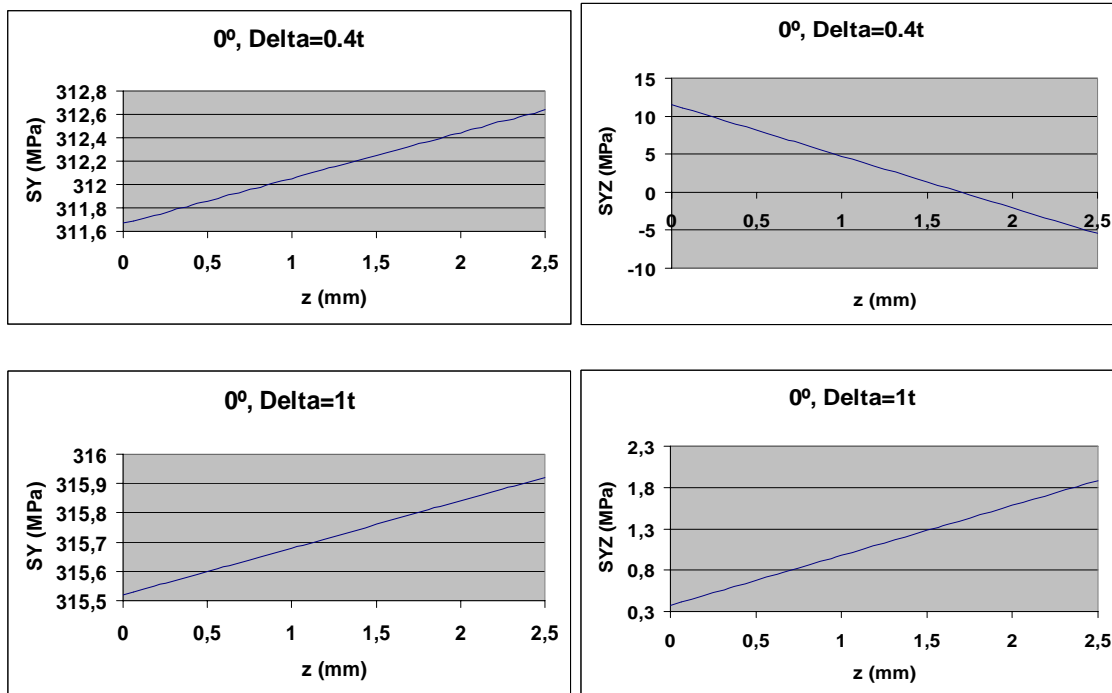 0º, Delta=0.4t
SY (MPa)
312,8
312,6
312,4
312,2
312
311,8
311,6
0 0,5 1 1,5 2 2,5
z (mm)
0º, Delta=0.4t
SYZ (MPa)
15
10
5
0
-5
-10
0 0,5 1 1,5 2 2,5
z (mm)
0º, Delta=1t
SY (MPa)
316
315,9
315,8
315,7
315,6
315,5
0 0,5 1 1,5 2 2,5
z (mm)
0º, Delta=1t
SYZ (MPa)
2,3
1,8
1,3
0,8
0,3
0 0,5 1 1,5 2 2,5
z (mm)